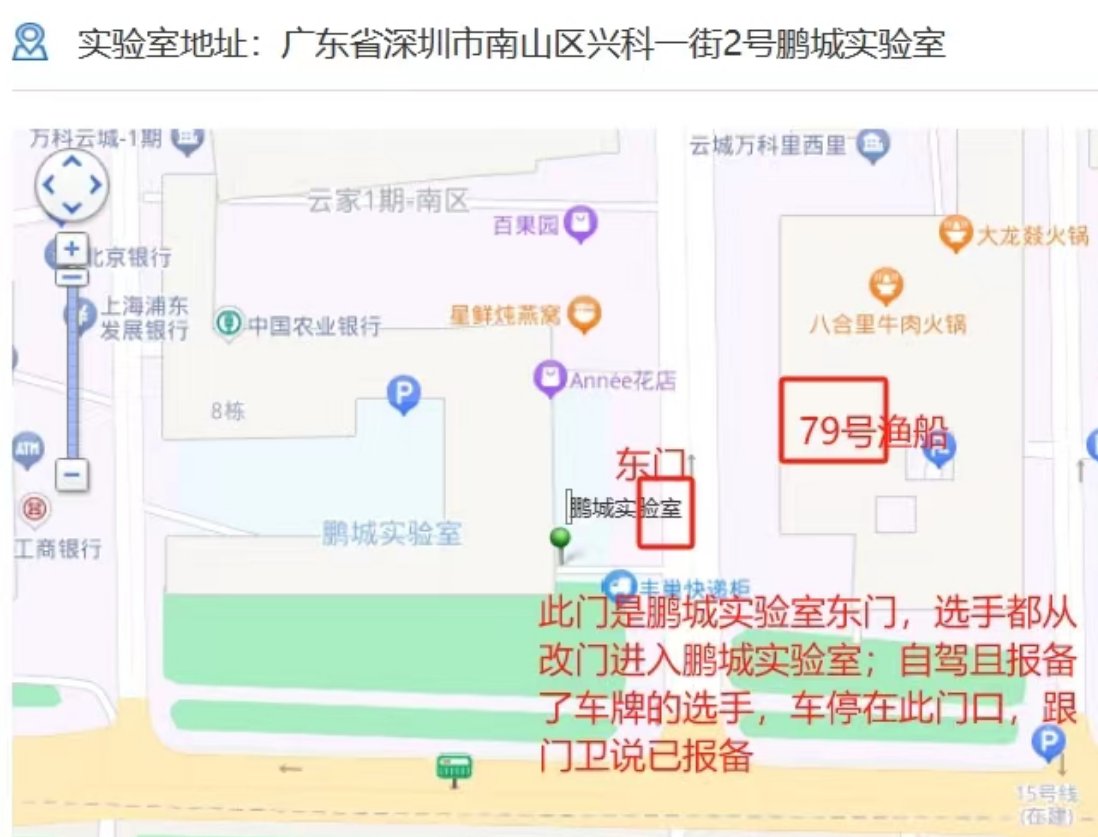 实验室地址：广东省深圳市南山区兴科一街2号鹏城实验室
万科云城-1期
云城万科里西里
云家1期-南区
百果园
大龙燚火锅
北京银行
上海浦东
发展银行
中国农业银行
星鲜炖燕窝
八合里牛肉火锅
P
Année花店
8栋
79号渔船
P
ATM
东门
鹏城实验室
鹏城实验室
工商银行
丰巢快递柜
此门是鹏城实验室东门，选手都从
改门进入鹏城实验室；自驾且报备
了车牌的选手，车停在此门口，跟
门卫说已报备
P
15号线
(在建)